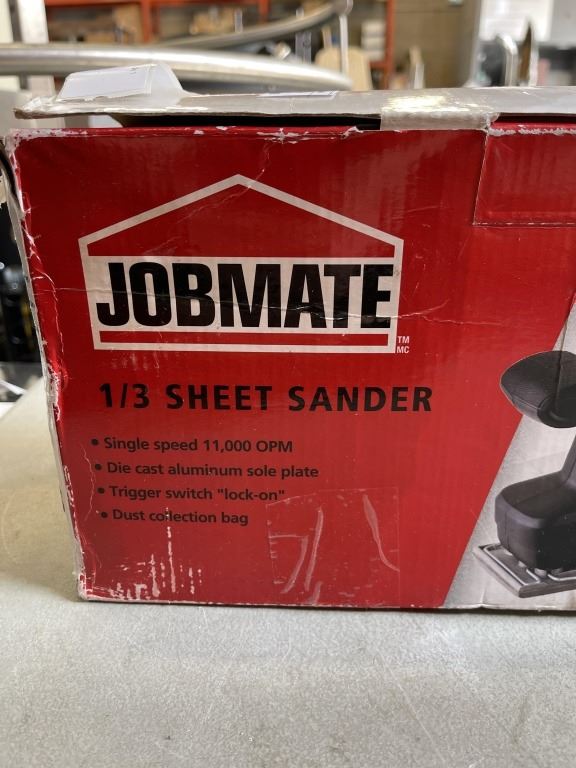 JOBMATE
TM
MC
1/3 SHEET SANDER
• Single speed 11,000 OPM
• Die cast aluminum sole plate
• Trigger switch "lock-on"
• Dust collection bag